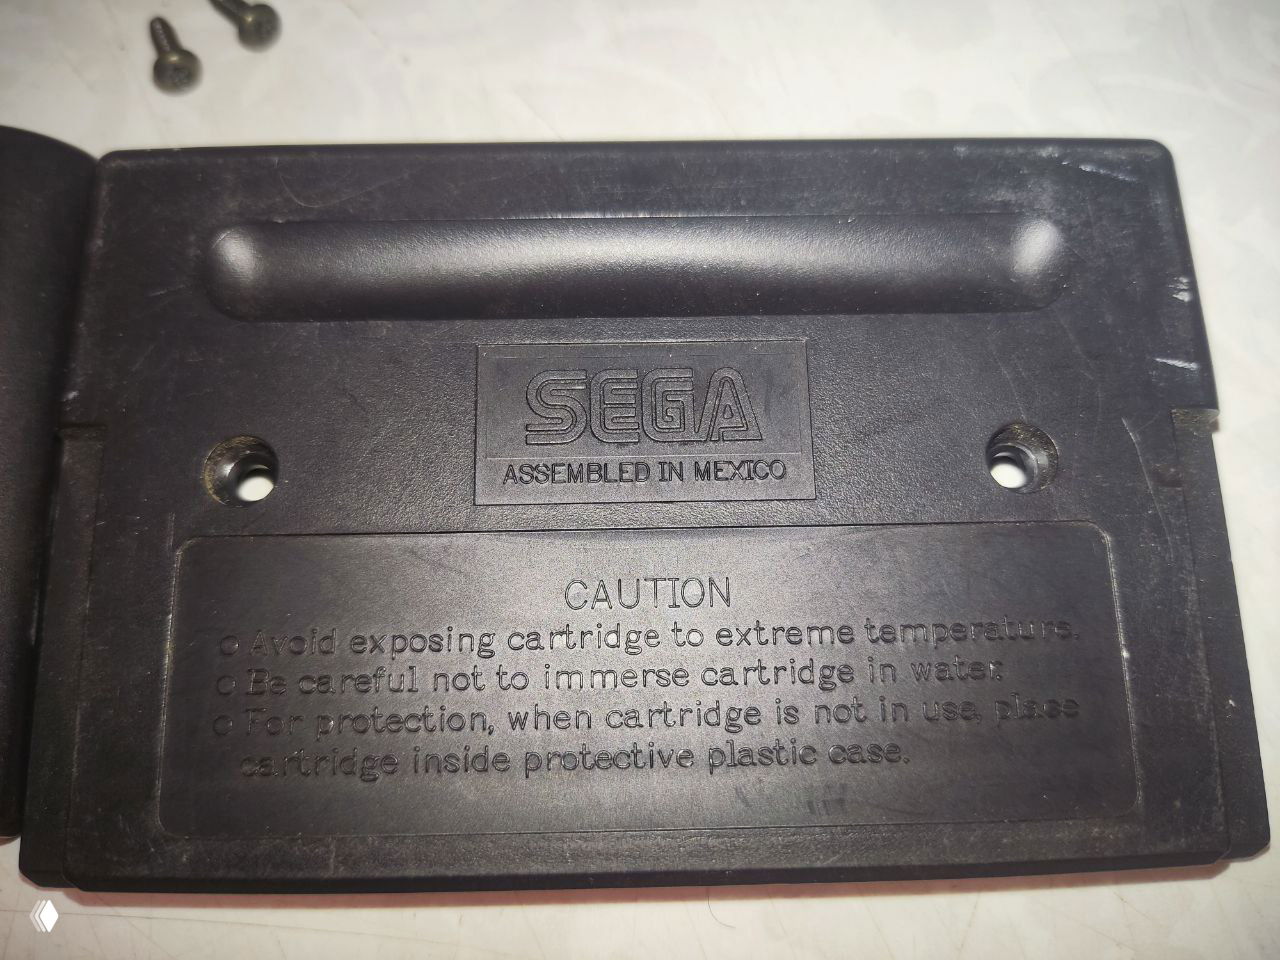 SEGA
ASSEMBLED IN MEXICO
CAUTION
○ Avoid exposing cartridge to extreme temperature.
○ Be careful not to immerse cartridge in water.
○ For protection, when cartridge is not in use, place
cartridge inside protective plastic case.